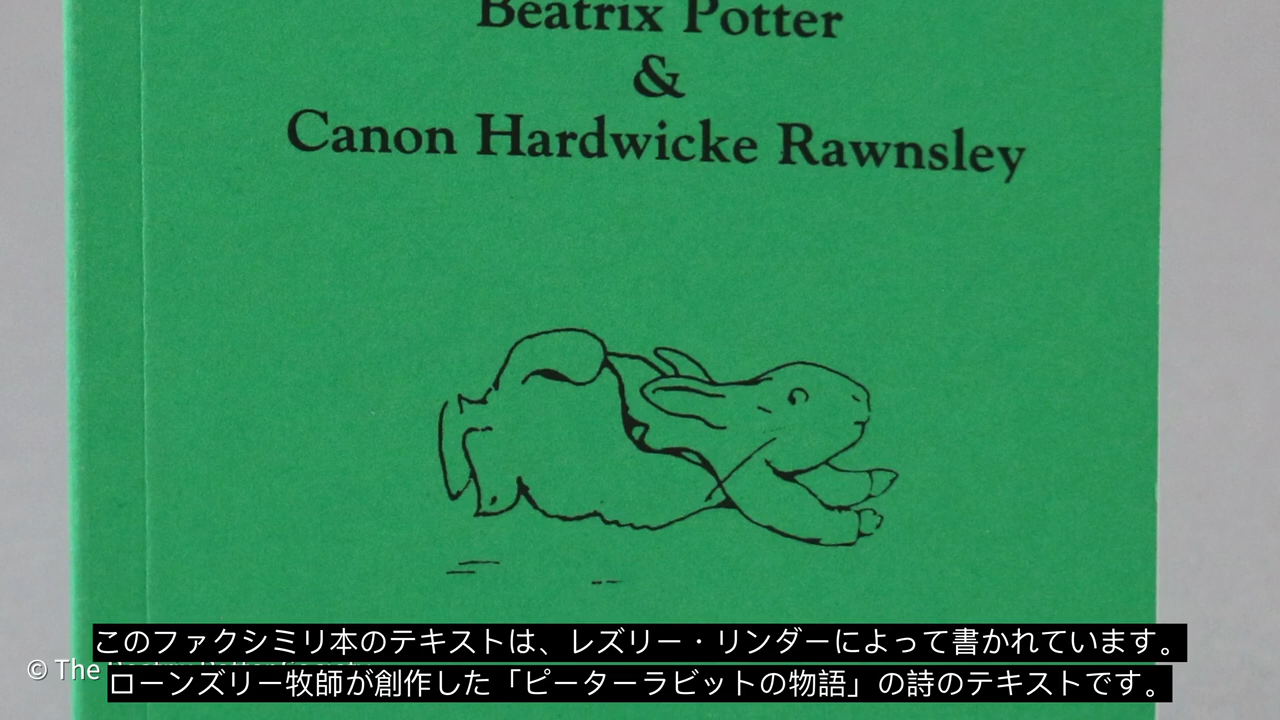 Beatrix Potter
&
Canon Hardwicke Rawnsley
このファクシミリ本のテキストは、レズリー・リンダーによって書かれています。
© The
ローンズリー牧師が創作した「ピーターラビットの物語」の詩のテキストです。